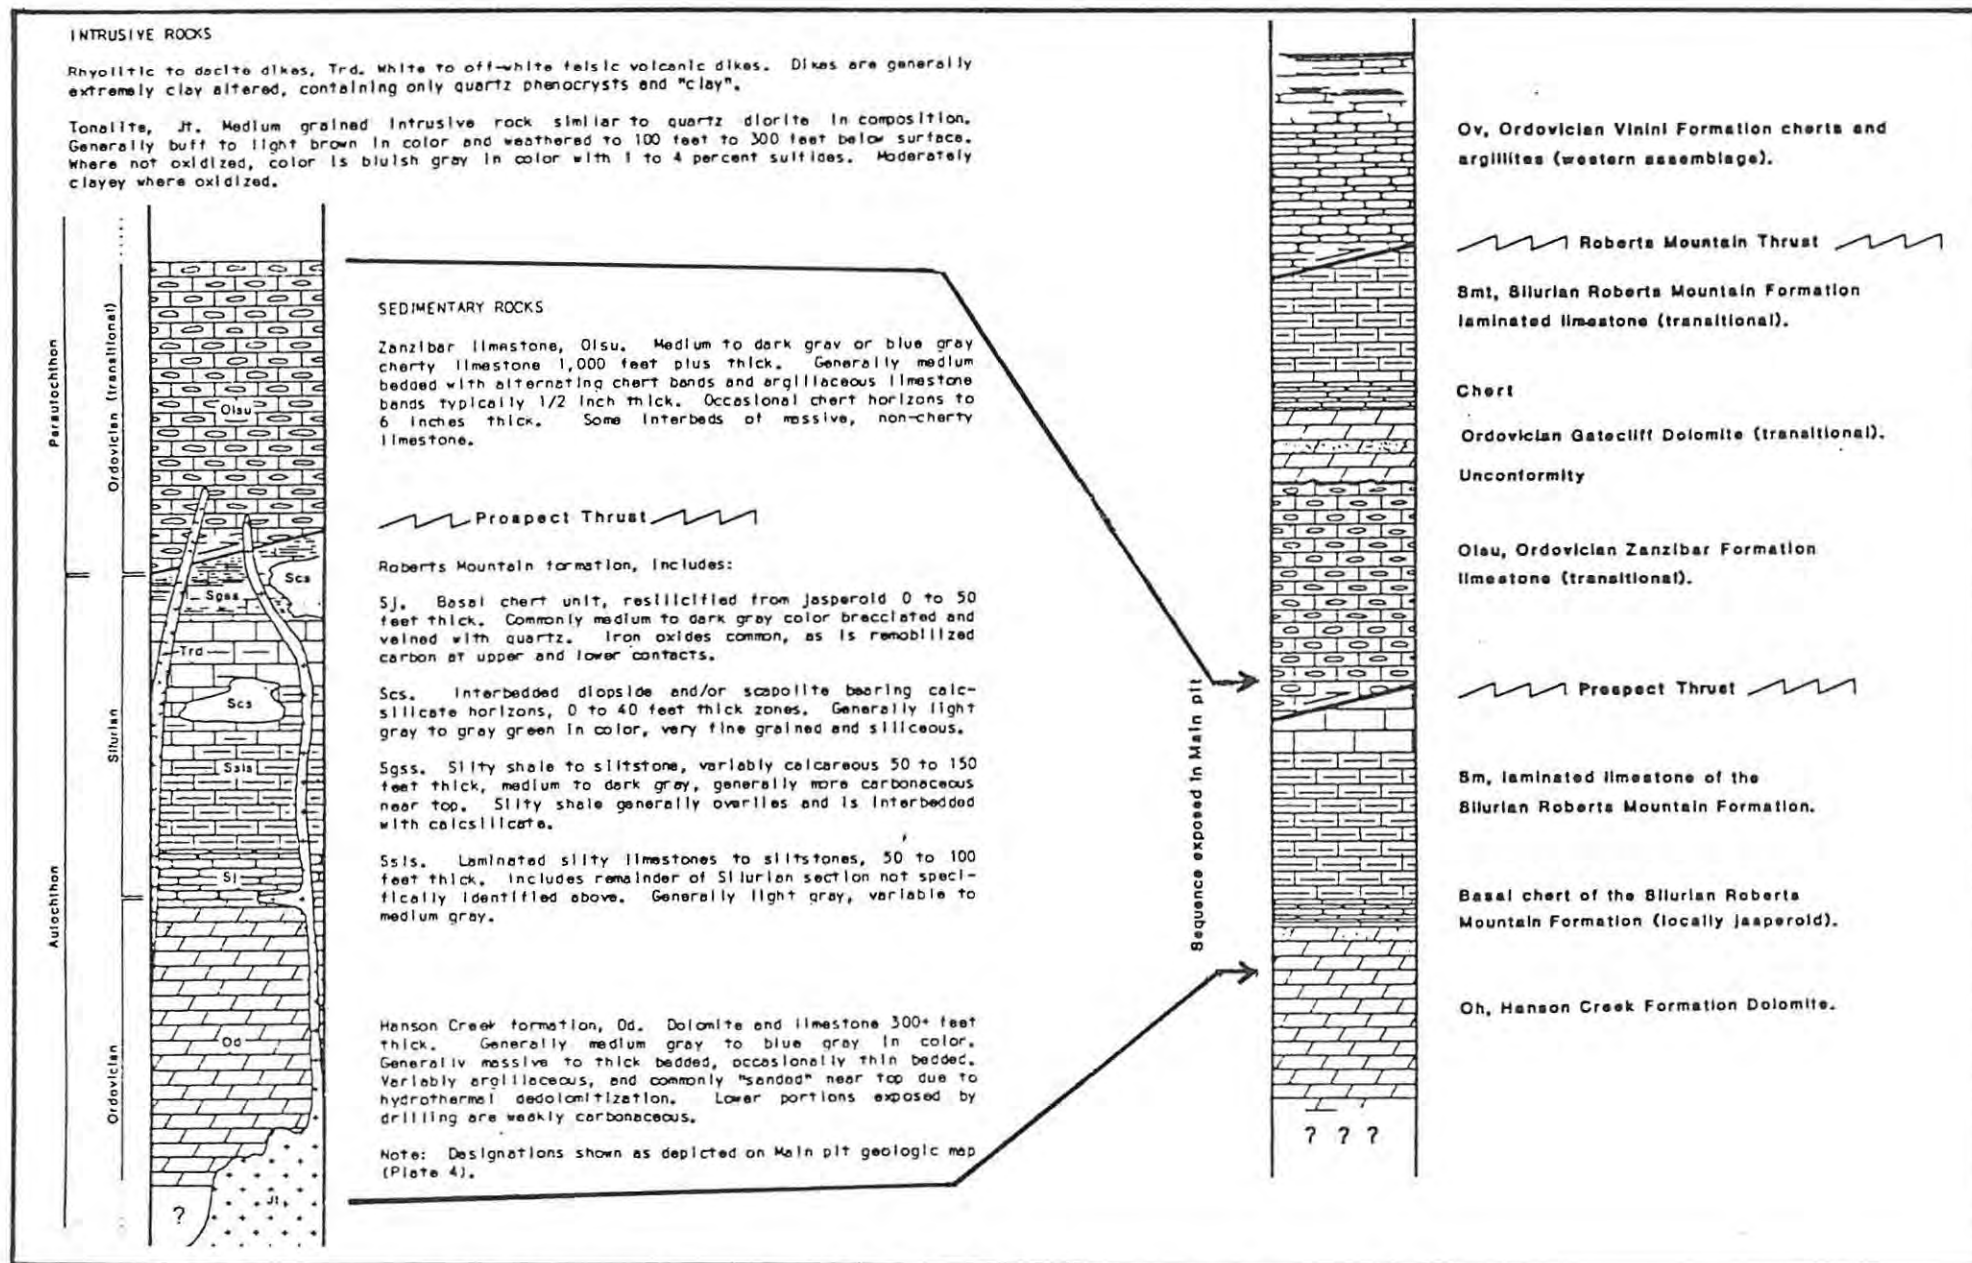 INTRUSIVE ROCKS
Rhyolitic to dacite dikes, Trd. White to off-white felsic volcanic dikes. Dikes are generally
extremely clay altered, containing only quartz phenocrysts and "clay".
Tonalite, Jt. Medium grained intrusive rock similar to quartz diorite in composition.
Generally buff to light brown in color and weathered to 100 feet to 300 feet below surface.
Where not oxidized, color is bluish gray in color with 1 to 4 percent sulfides. Moderately
clayey where oxidized.
Parautochthon
Autochthon
Ordovician (transitional)
Silurian
Ordovician
Olsu
Scs
Sgss
Trd
Scs
Ssls
Sj
Od
Jt
?
SEDIMENTARY ROCKS
Zanzibar limestone, Olsu. Medium to dark gray or blue gray
cherty limestone 1,000 feet plus thick. Generally medium
bedded with alternating chert bands and argillaceous limestone
bands typically 1/2 inch thick. Occasional chert horizons to
6 inches thick. Some interbeds of massive, non-cherty
limestone.
Prospect Thrust
Roberts Mountain formation, includes:
Sj. Basal chert unit, resilicified from jasperoid 0 to 50
feet thick. Commonly medium to dark gray color brecciated and
veined with quartz. Iron oxides common, as is remobilized
carbon at upper and lower contacts.
Scs. Interbedded diopside and/or scapolite bearing calc-
silicate horizons, 0 to 40 feet thick zones. Generally light
gray to gray green in color, very fine grained and siliceous.
Sgss. Silty shale to siltstone, variably calcareous 50 to 150
feet thick, medium to dark gray, generally more carbonaceous
near top. Silty shale generally overlies and is interbedded
with calcsilicate.
Ssls. Laminated silty limestones to siltstones, 50 to 100
feet thick. Includes remainder of Silurian section not speci-
fically identified above. Generally light gray, variable to
medium gray.
Hanson Creek formation, Od. Dolomite and limestone 300+ feet
thick. Generally medium gray to blue gray in color.
Generally massive to thick bedded, occasionally thin bedded.
Variably argillaceous, and commonly "sanded" near top due to
hydrothermal dedolomitization. Lower portions exposed by
drilling are weakly carbonaceous.
Note: Designations shown as depicted on Main pit geologic map
(Plate 4).
Sequence exposed in Main pit
Ov, Ordovician Vinini Formation cherts and
argillites (western assemblage).
Roberts Mountain Thrust
Smt, Silurian Roberts Mountain Formation
laminated limestone (transitional).
Chert
Ordovician Gatecliff Dolomite (transitional).
Unconformity
Olsu, Ordovician Zanzibar Formation
limestone (transitional).
Prospect Thrust
Sm, laminated limestone of the
Silurian Roberts Mountain Formation.
Basal chert of the Silurian Roberts
Mountain Formation (locally jasperoid).
Oh, Hanson Creek Formation Dolomite.
? ? ?